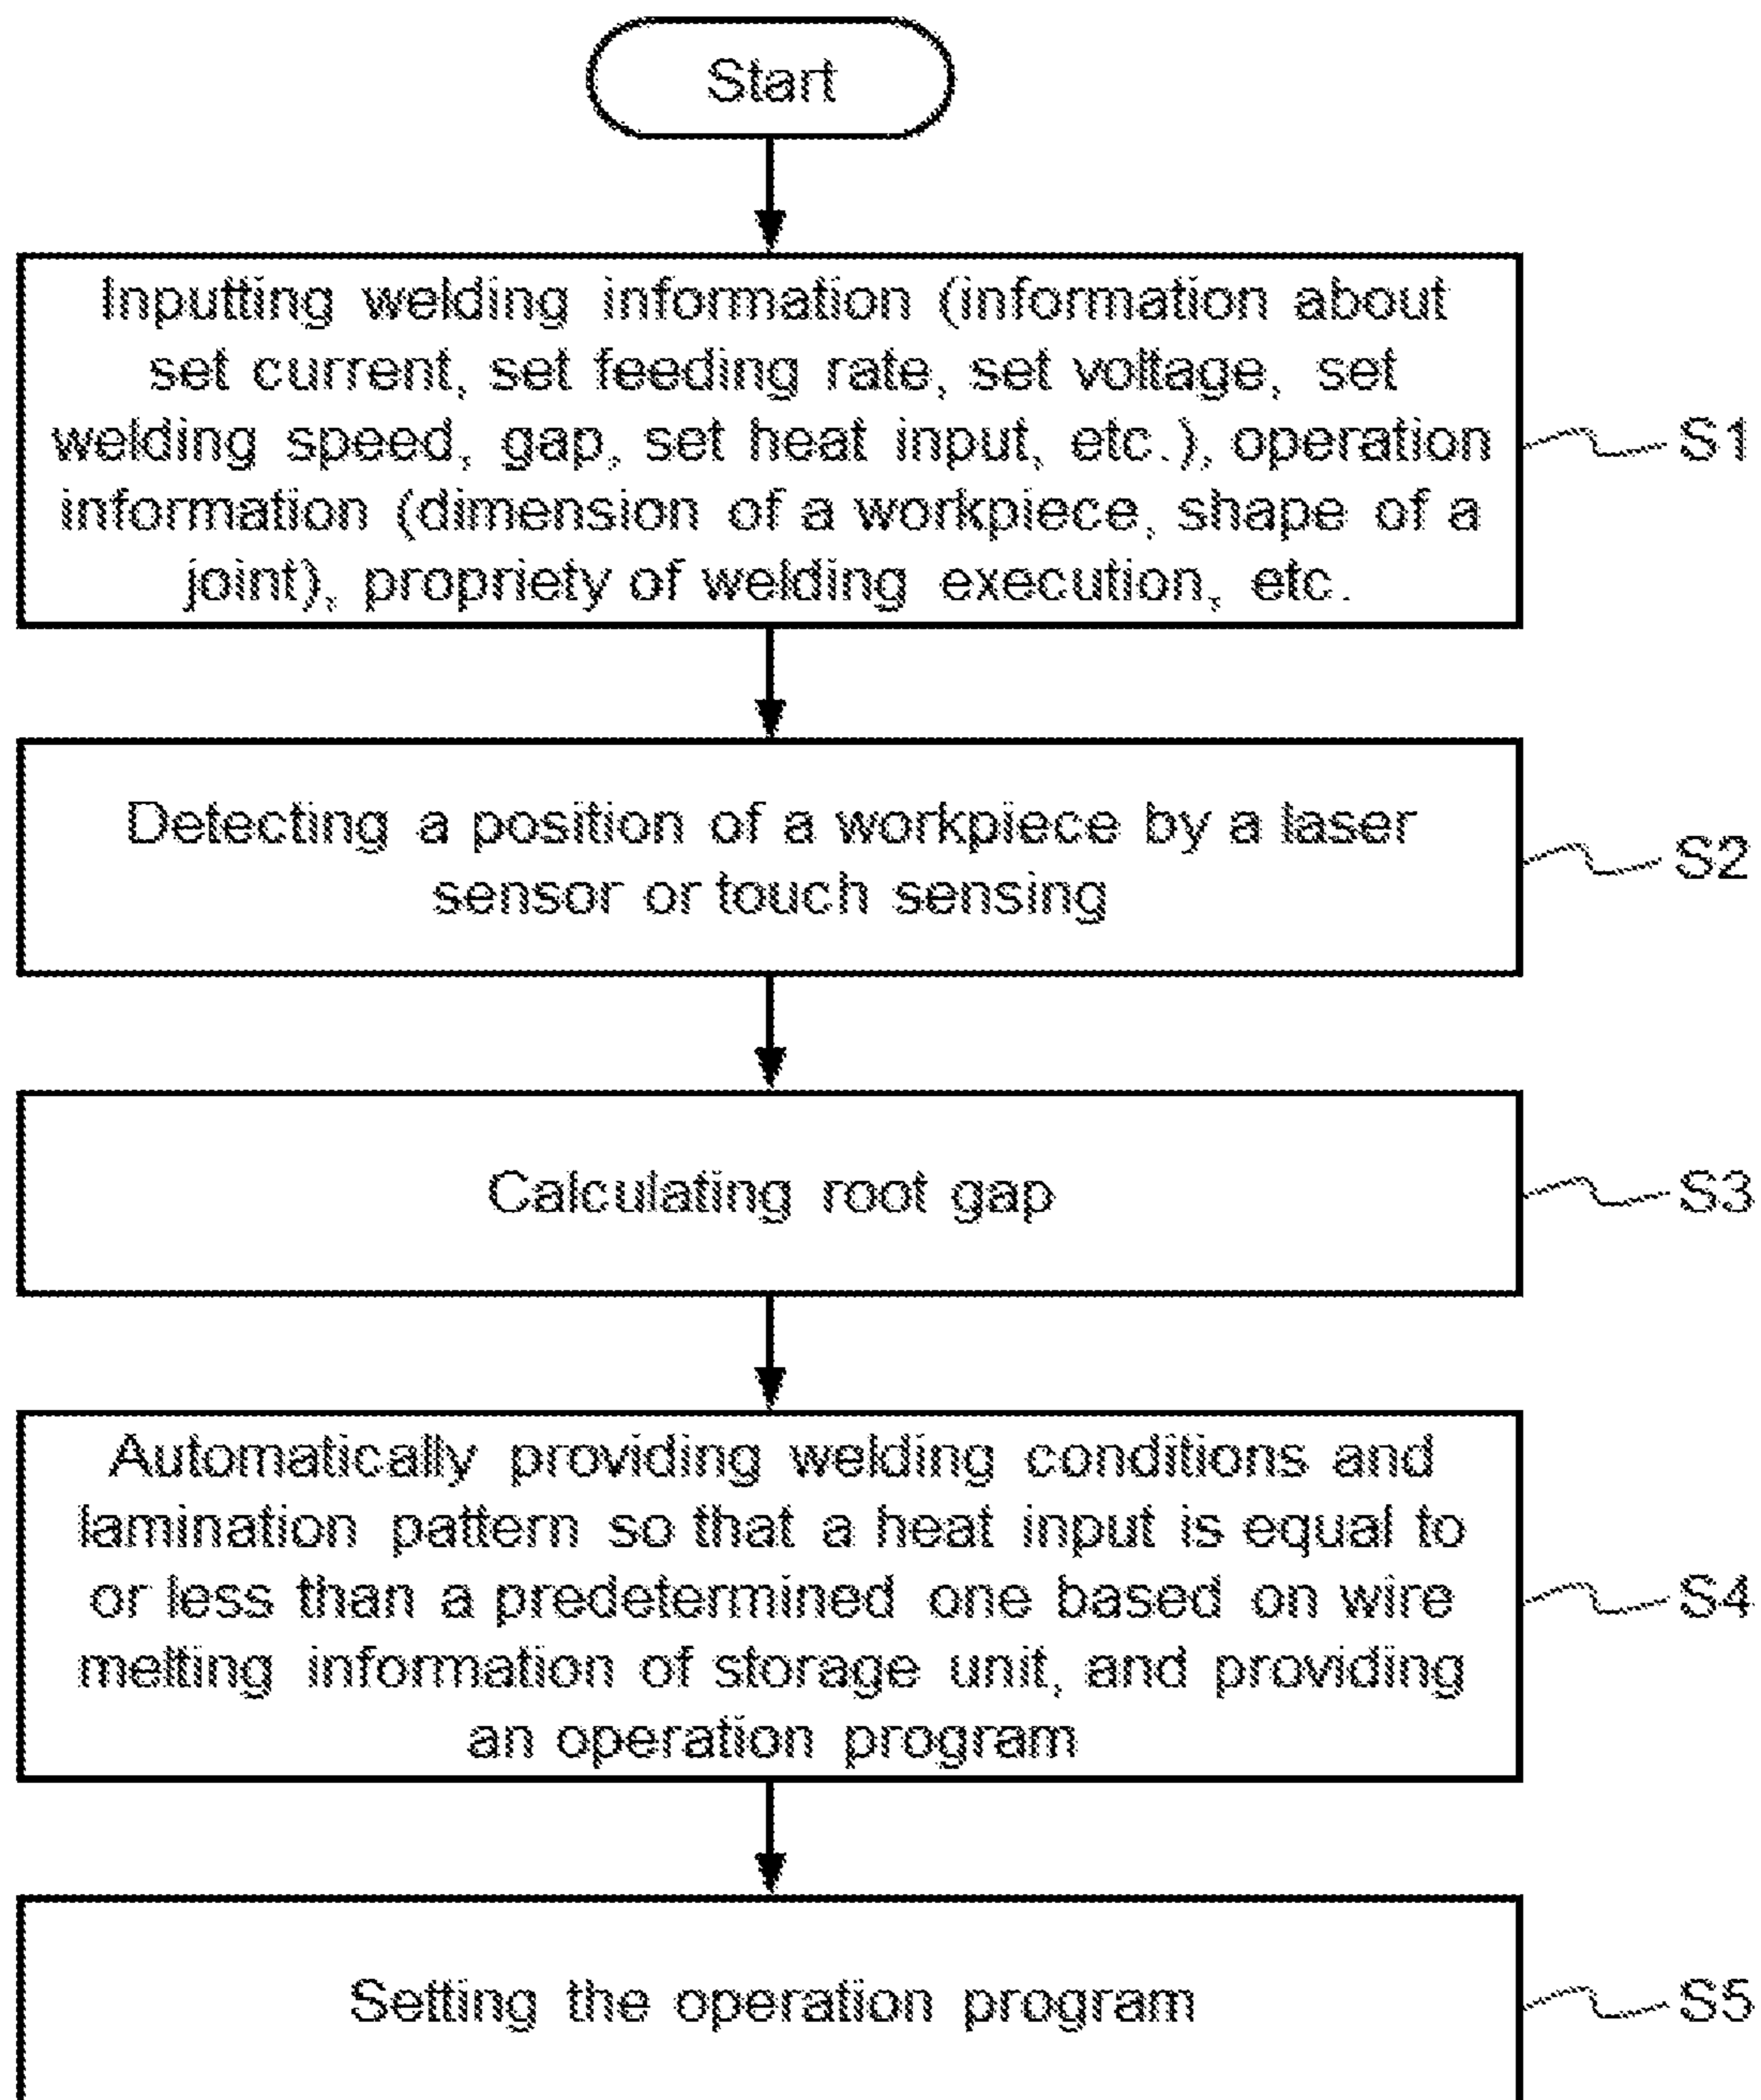 Start
Inputting welding information (information about
set current, set feeding rate, set voltage, set
welding speed, gap, set heat input, etc.), operation
information (dimension of a workpiece, shape of a
joint), propriety of welding execution, etc.
S1
Detecting a position of a workpiece by a laser
sensor or touch sensing
S2
Calculating root gap
S3
Automatically providing welding conditions and
lamination pattern so that a heat input is equal to
or less than a predetermined one based on wire
melting information of storage unit, and providing
an operation program
S4
Setting the operation program
S5